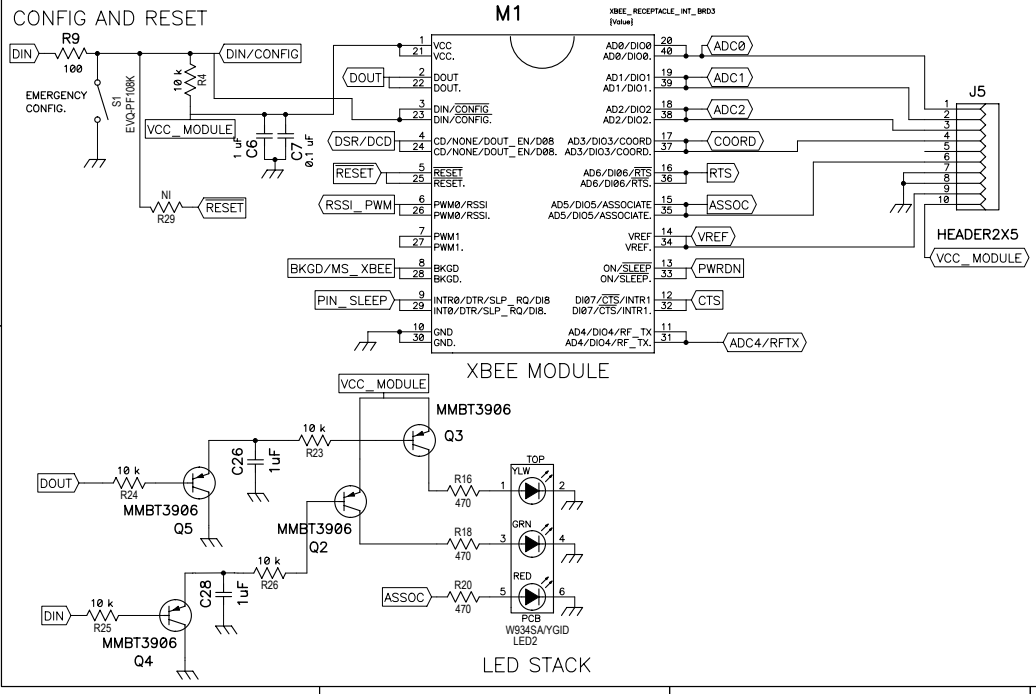 CONFIG AND RESET
M1
XBEE_RECEPTACLE_INT_BRD3
{Value}
DIN
R9
100
DIN/CONFIG
EMERGENCY
CONFIG.
S1
EVQ-PF108K
10 k
R4
VCC_MODULE
C6
1 uF
C7
0.1 uF
NI
R29
RESET
DOUT
DSR/DCD
RESET
RSSI_PWM
BKGD/MS_XBEE
PIN_SLEEP
1 VCC
21 VCC.
2 DOUT
22 DOUT.
3 DIN/CONFIG
23 DIN/CONFIG.
4 CD/NONE/DOUT_EN/DO8
24 CD/NONE/DOUT_EN/DO8.
5 RESET
25 RESET.
6 PWM0/RSSI
26 PWM0/RSSI.
7 PWM1
27 PWM1.
8 BKGD
28 BKGD.
9 INTR0/DTR/SLP_RQ/DI8
29 INT0/DTR/SLP_RQ/DI8.
10 GND
30 GND.
AD0/DIO0 20
AD0/DIO0. 40
AD1/DIO1 19
AD1/DIO1. 39
AD2/DIO2 18
AD2/DIO2. 38
AD3/DIO3/COORD 17
AD3/DIO3/COORD. 37
AD6/DI06/RTS 16
AD6/DI06/RTS. 36
AD5/DIO5/ASSOCIATE 15
AD5/DIO5/ASSOCIATE. 35
VREF 14
VREF. 34
ON/SLEEP 13
ON/SLEEP. 33
DI07/CTS/INTR1 12
DI07/CTS/INTR1. 32
AD4/DIO4/RF_TX 11
AD4/DIO4/RF_TX. 31
ADC0
ADC1
ADC2
COORD
RTS
ASSOC
VREF
PWRDN
CTS
ADC4/RFTX
J5
1
2
3
4
5
6
7
8
9
10
HEADER2X5
VCC_MODULE
XBEE MODULE
VCC_MODULE
MMBT3906
Q3
10 k
R23
C26
1uF
DOUT
10 k
R24
MMBT3906
Q5
MMBT3906
Q2
10 k
R26
C28
1uF
DIN
10 k
R25
MMBT3906
Q4
R16
470
R18
470
ASSOC
R20
470
TOP
YLW
1
2
GRN
3
4
RED
5
6
PCB
W934SA/YGID
LED2
LED STACK